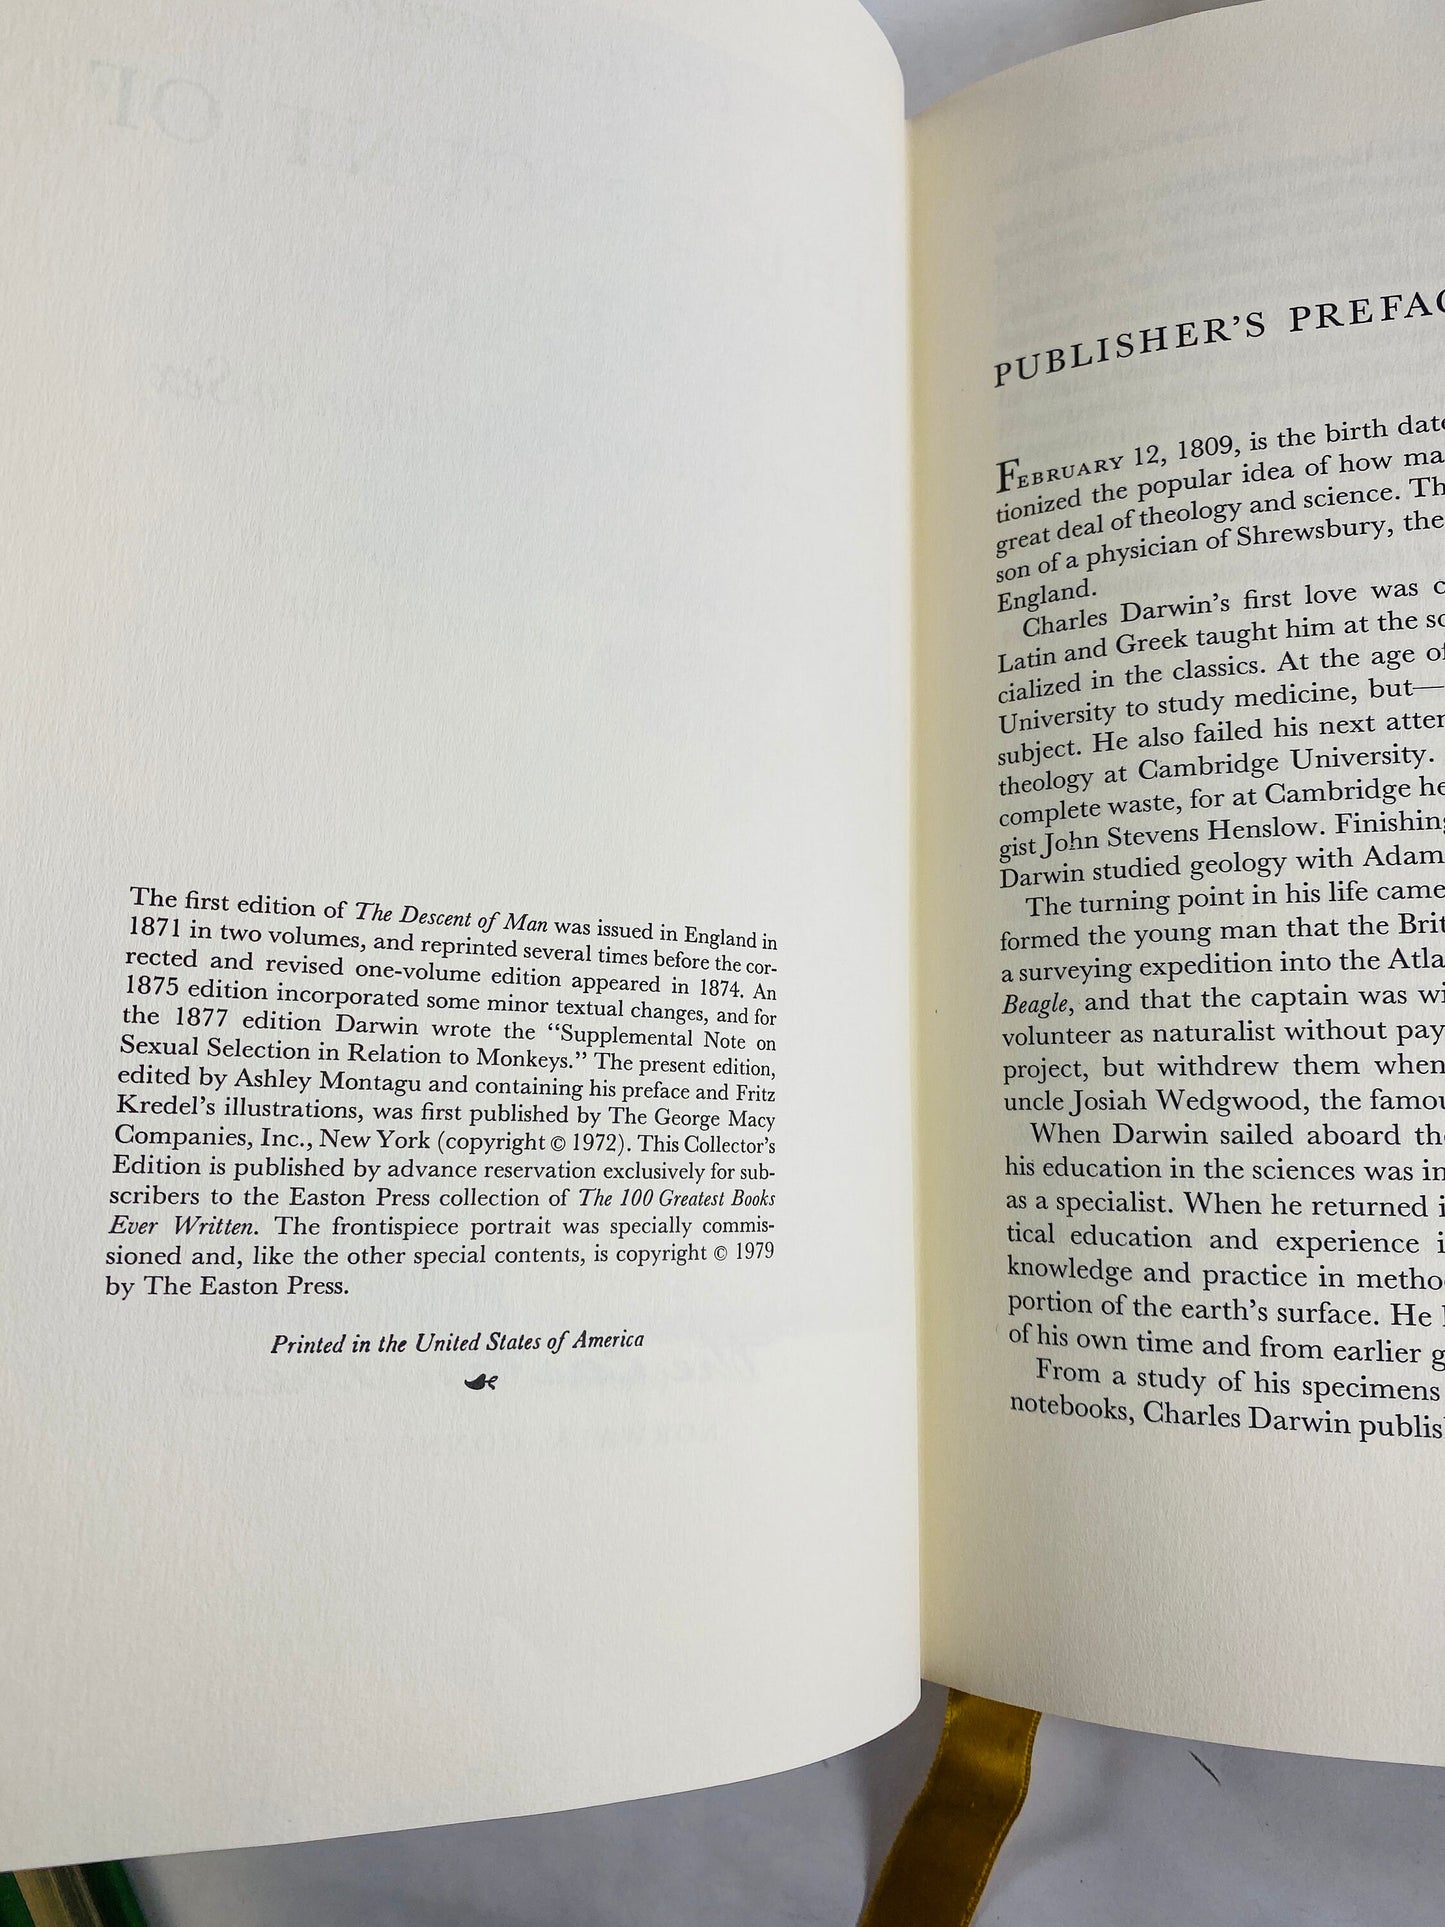 The first edition of The Descent of Man was issued in England in
1871 in two volumes, and reprinted several times before the cor-
rected and revised one-volume edition appeared in 1874. An
1875 edition incorporated some minor textual changes, and for
the 1877 edition Darwin wrote the “Supplemental Note on
Sexual Selection in Relation to Monkeys.” The present edition,
edited by Ashley Montagu and containing his preface and Fritz
Kredel’s illustrations, was first published by The George Macy
Companies, Inc., New York (copyright © 1972). This Collector’s
Edition is published by advance reservation exclusively for sub-
scribers to the Easton Press collection of The 100 Greatest Books
Ever Written. The frontispiece portrait was specially commis-
sioned and, like the other special contents, is copyright © 1979
by The Easton Press.
Printed in the United States of America
PUBLISHER’S
FEBRUARY 12, 1809, is the birth
tionized the popular idea of how
great deal of theology and science.
son of a physician of Shrewsbury, the
England.
Charles Darwin’s first love was
Latin and Greek taught him at the
cialized in the classics. At the age
University to study medicine, but—
subject. He also failed his next
theology at Cambridge University.
complete waste, for at Cambridge he
gist John Stevens Henslow.
Darwin studied geology with Adam
The turning point in his life came
formed the young man that the
a surveying expedition into the
Beagle, and that the captain was
volunteer as naturalist without pay
project, but withdrew them when
uncle Josiah Wedgwood, the
When Darwin sailed aboard
his education in the sciences was
as a specialist. When he returned
tical education and experience
knowledge and practice in
portion of the earth’s surface. He
of his own time and from earlier
From a study of his specimens
notebooks, Charles Darwin